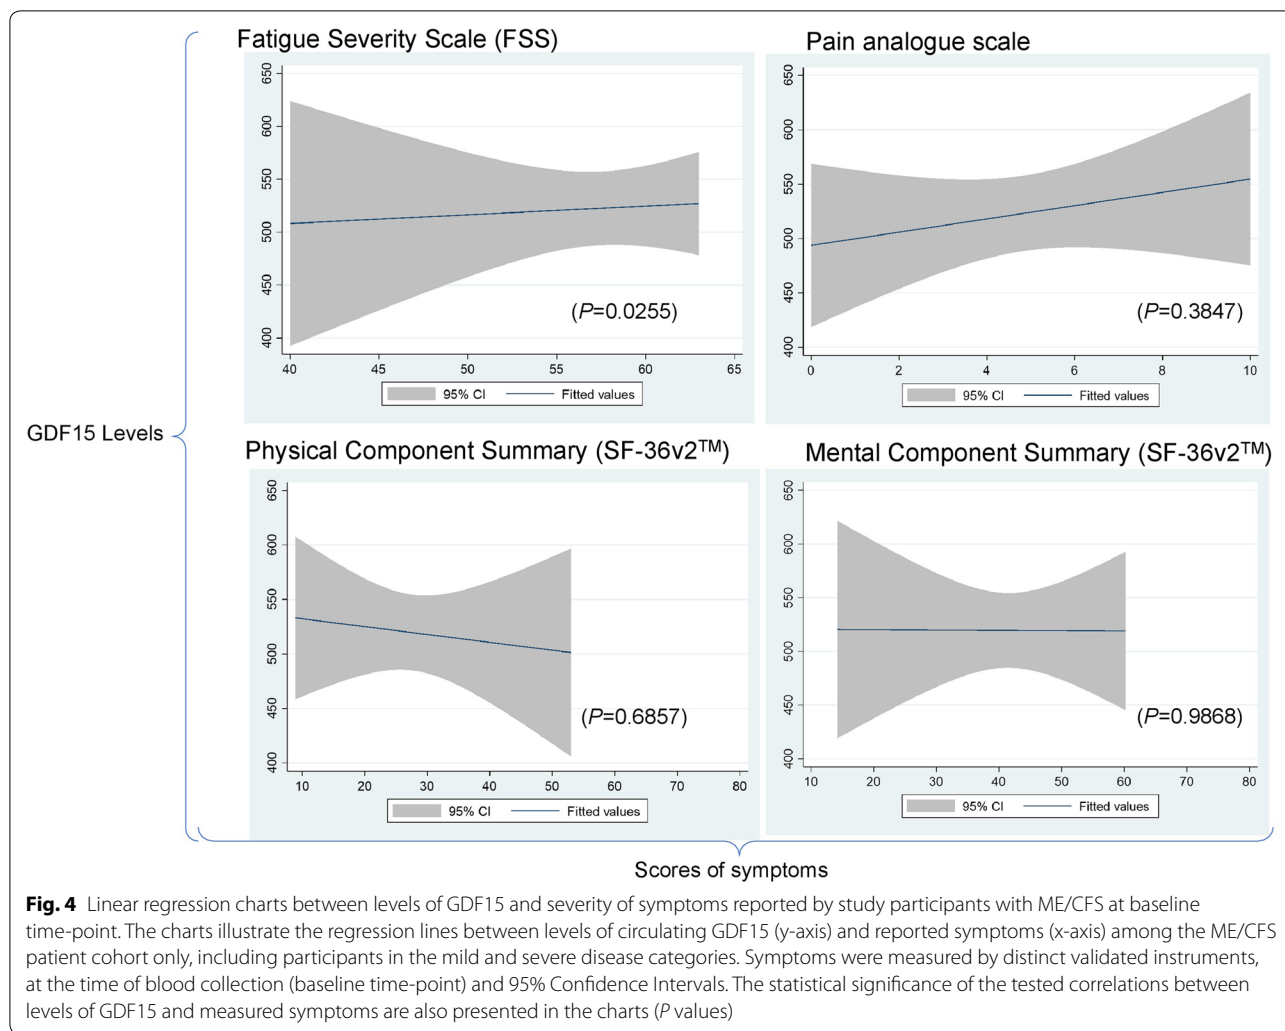 Fatigue Severity Scale (FSS)
650
600
550
500
450
400
40 45 50 55 60 65
(P=0.0255)
95% CI Fitted values
Pain analogue scale
650
600
550
500
450
400
0 2 4 6 8 10
(P=0.3847)
95% CI Fitted values
GDF15 Levels
Physical Component Summary (SF-36v2™)
650
600
550
500
450
400
10 20 30 40 50 60 70 80
(P=0.6857)
95% CI Fitted values
Mental Component Summary (SF-36v2™)
650
600
550
500
450
400
10 20 30 40 50 60 70 80
(P=0.9868)
95% CI Fitted values
Scores of symptoms
Fig. 4 Linear regression charts between levels of GDF15 and severity of symptoms reported by study participants with ME/CFS at baseline
time-point. The charts illustrate the regression lines between levels of circulating GDF15 (y-axis) and reported symptoms (x-axis) among the ME/CFS
patient cohort only, including participants in the mild and severe disease categories. Symptoms were measured by distinct validated instruments,
at the time of blood collection (baseline time-point) and 95% Confidence Intervals. The statistical significance of the tested correlations between
levels of GDF15 and measured symptoms are also presented in the charts (P values)